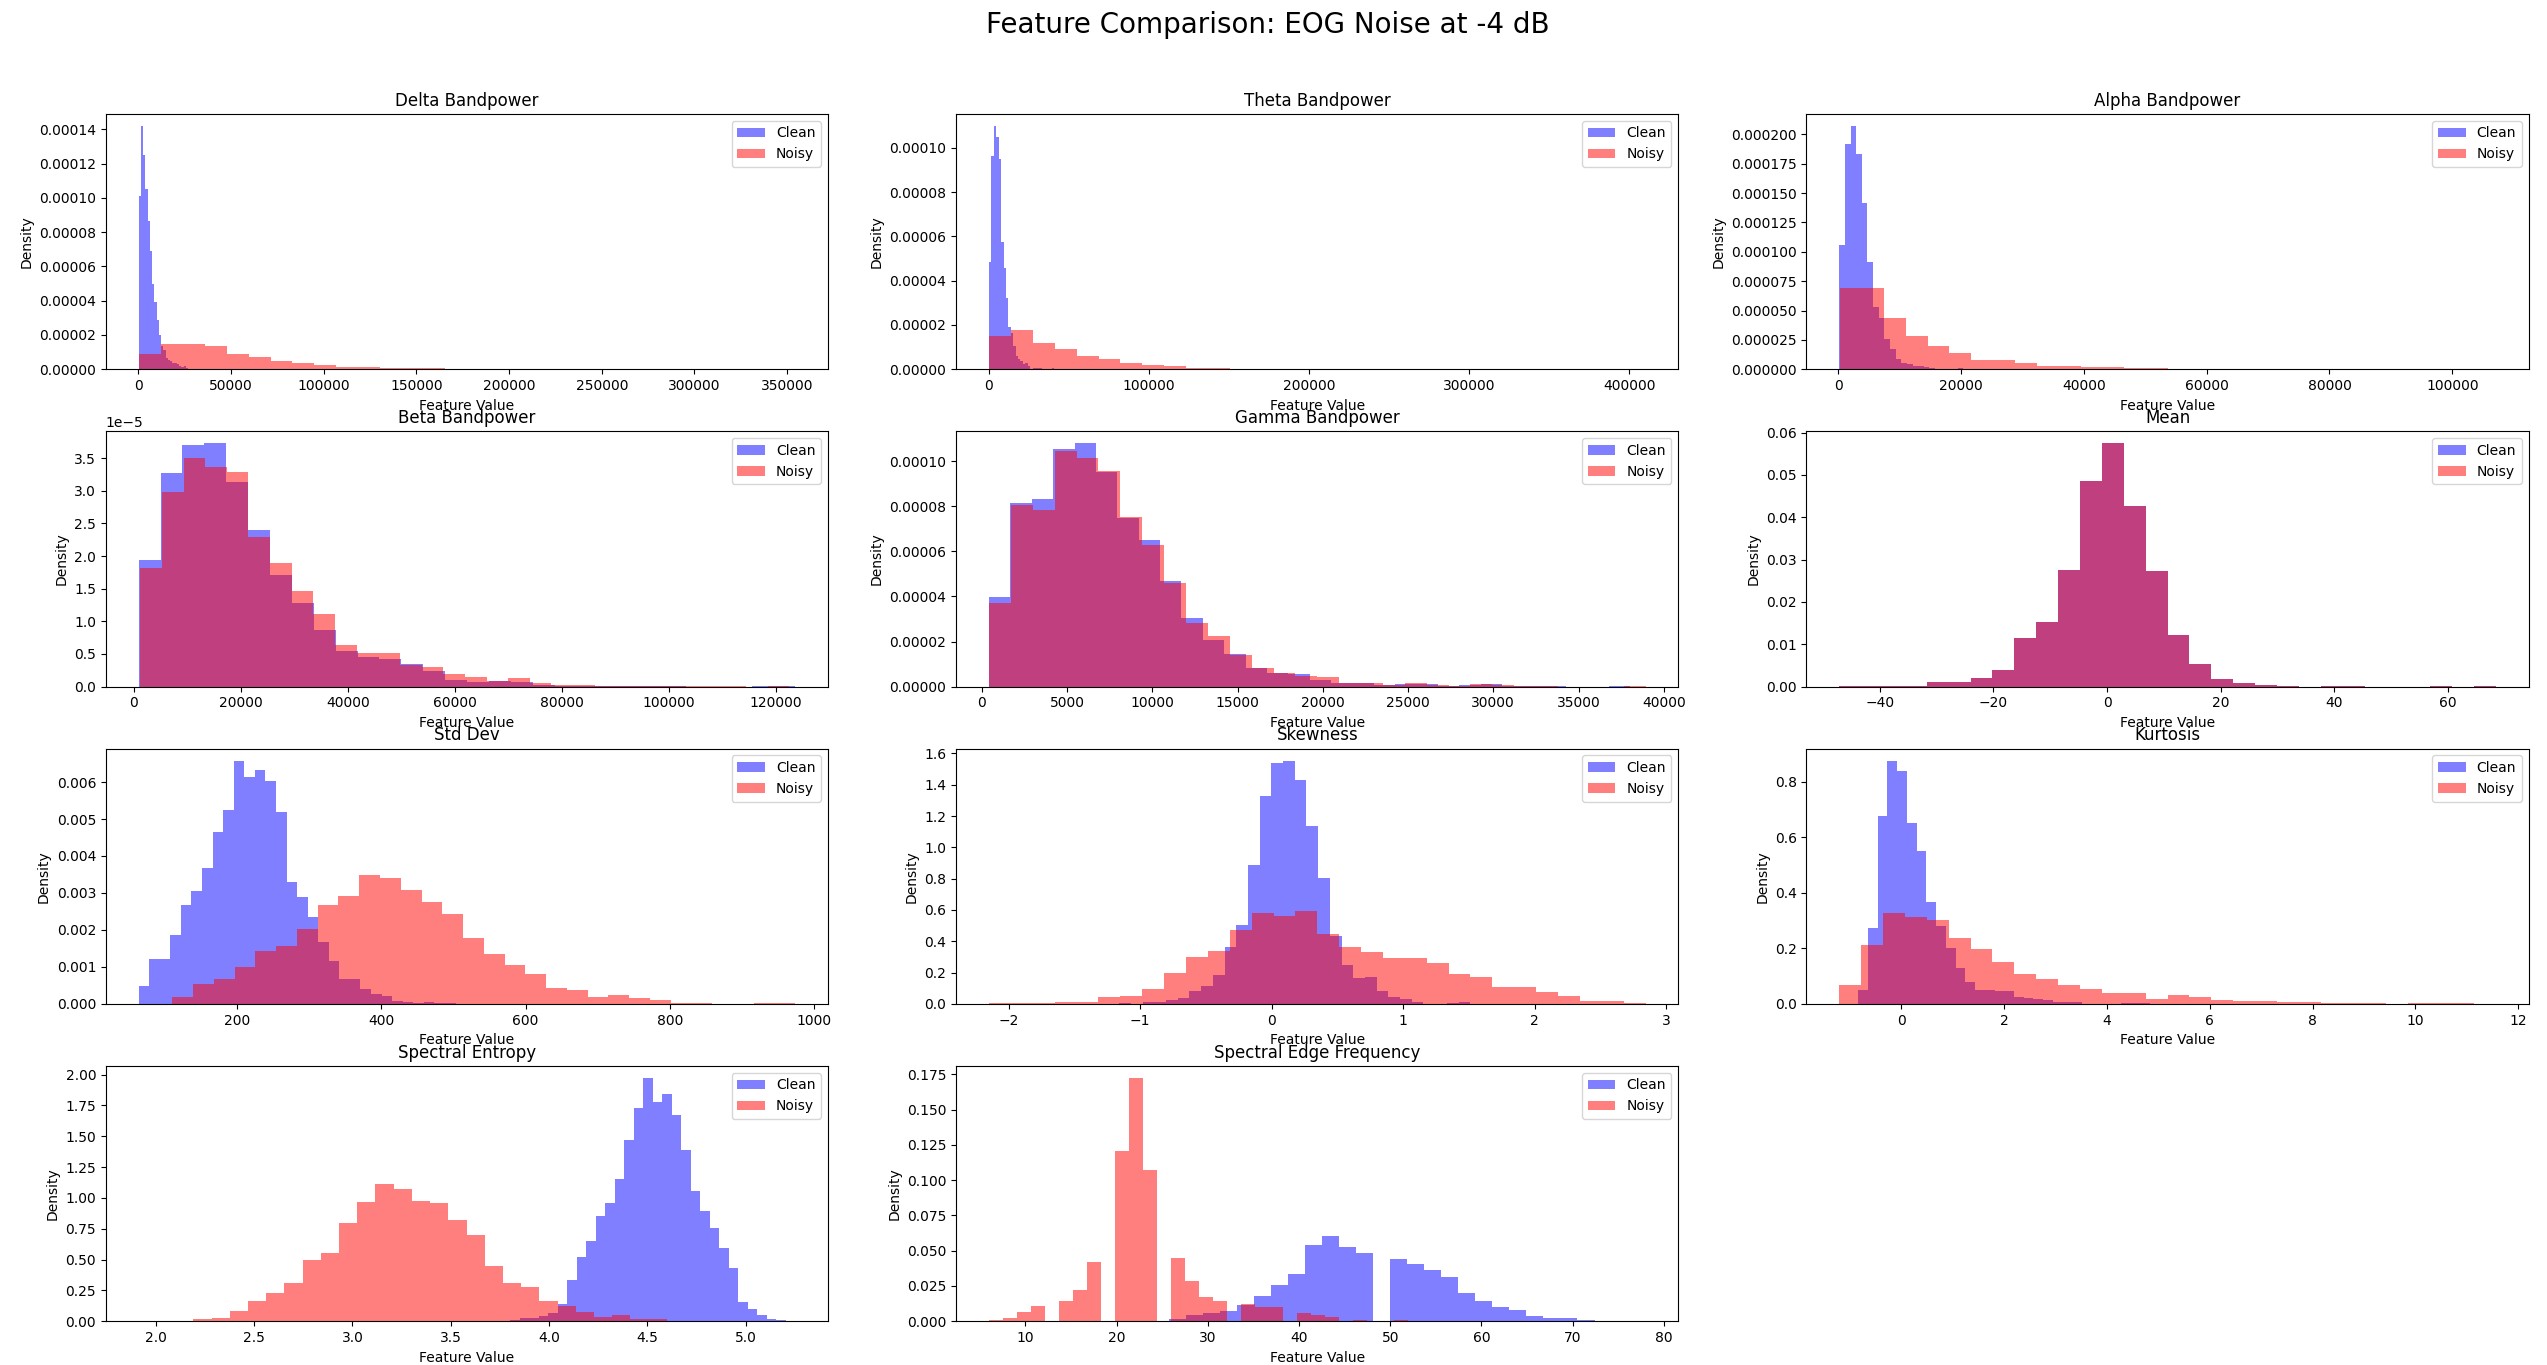 Feature Comparison: EOG Noise at -4 dB
Delta Bandpower
Density
0.00014
0.00012
0.00010
0.00008
0.00006
0.00004
0.00002
0.00000
Clean
Noisy
0 50000 100000 150000 200000 250000 300000 350000
Feature Value
Theta Bandpower
Density
0.00010
0.00008
0.00006
0.00004
0.00002
0.00000
Clean
Noisy
0 100000 200000 300000 400000
Feature Value
Alpha Bandpower
Density
0.000200
0.000175
0.000150
0.000125
0.000100
0.000075
0.000050
0.000025
0.000000
Clean
Noisy
0 20000 40000 60000 80000 100000
Feature Value
Beta Bandpower
1e−5
Density
3.5
3.0
2.5
2.0
1.5
1.0
0.5
0.0
Clean
Noisy
0 20000 40000 60000 80000 100000 120000
Feature Value
Gamma Bandpower
Density
0.00010
0.00008
0.00006
0.00004
0.00002
0.00000
Clean
Noisy
0 5000 10000 15000 20000 25000 30000 35000 40000
Feature Value
Mean
Density
0.06
0.05
0.04
0.03
0.02
0.01
0.00
Clean
Noisy
−40 −20 0 20 40 60
Feature Value
Std Dev
Density
0.006
0.005
0.004
0.003
0.002
0.001
0.000
Clean
Noisy
200 400 600 800 1000
Feature Value
Skewness
Density
1.6
1.4
1.2
1.0
0.8
0.6
0.4
0.2
0.0
Clean
Noisy
−2 −1 0 1 2 3
Feature Value
Kurtosis
Density
0.8
0.6
0.4
0.2
0.0
Clean
Noisy
0 2 4 6 8 10 12
Feature Value
Spectral Entropy
Density
2.00
1.75
1.50
1.25
1.00
0.75
0.50
0.25
0.00
Clean
Noisy
2.0 2.5 3.0 3.5 4.0 4.5 5.0
Feature Value
Spectral Edge Frequency
Density
0.175
0.150
0.125
0.100
0.075
0.050
0.025
0.000
Clean
Noisy
10 20 30 40 50 60 70 80
Feature Value